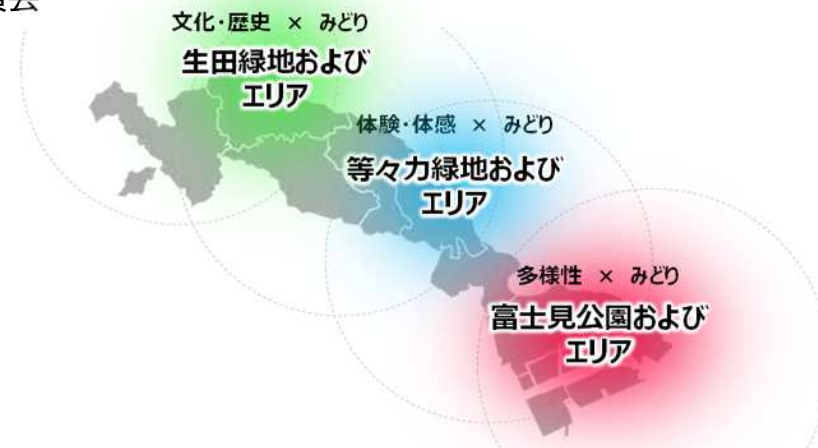 文化・歴史 × みどり
生田緑地および
エリア
体験・体感 × みどり
等々力緑地および
エリア
多様性 × みどり
富士見公園および
エリア